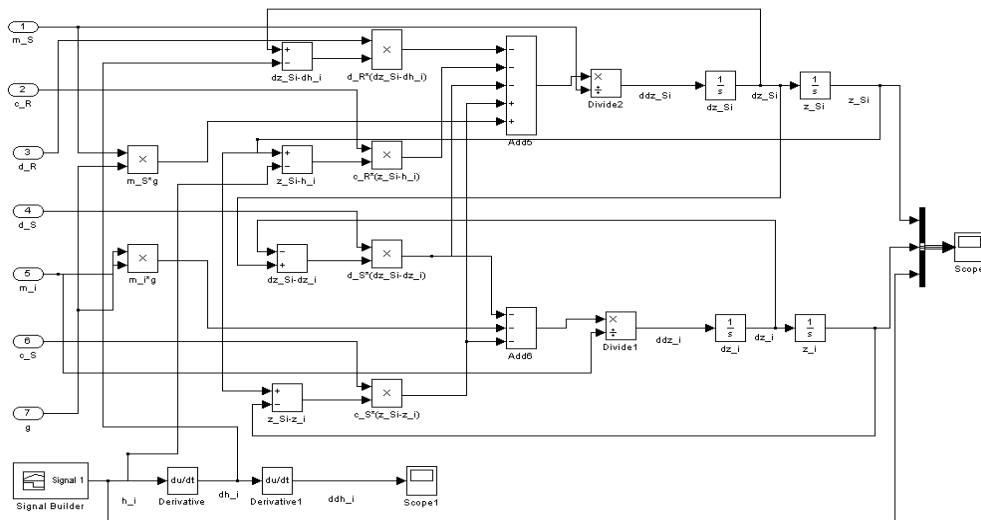 1
m_S
2
c_R
3
d_R
4
d_S
5
m_i
6
c_S
7
g
m_S*g
m_i*g
dz_Si-dh_i
d_R*(dz_Si-dh_i)
z_Si-h_i
c_R*(z_Si-h_i)
dz_Si-dz_i
d_S*(dz_Si-dz_i)
z_Si-z_i
c_S*(z_Si-z_i)
Add5
Divide2
ddz_Si
1
s
dz_Si
dz_Si
1
s
z_Si
z_Si
Add6
Divide1
ddz_i
1
s
dz_i
dz_i
1
s
z_i
Scope
Signal 1
Signal Builder
h_i
du/dt
Derivative
dh_i
du/dt
Derivative1
ddh_i
Scope1